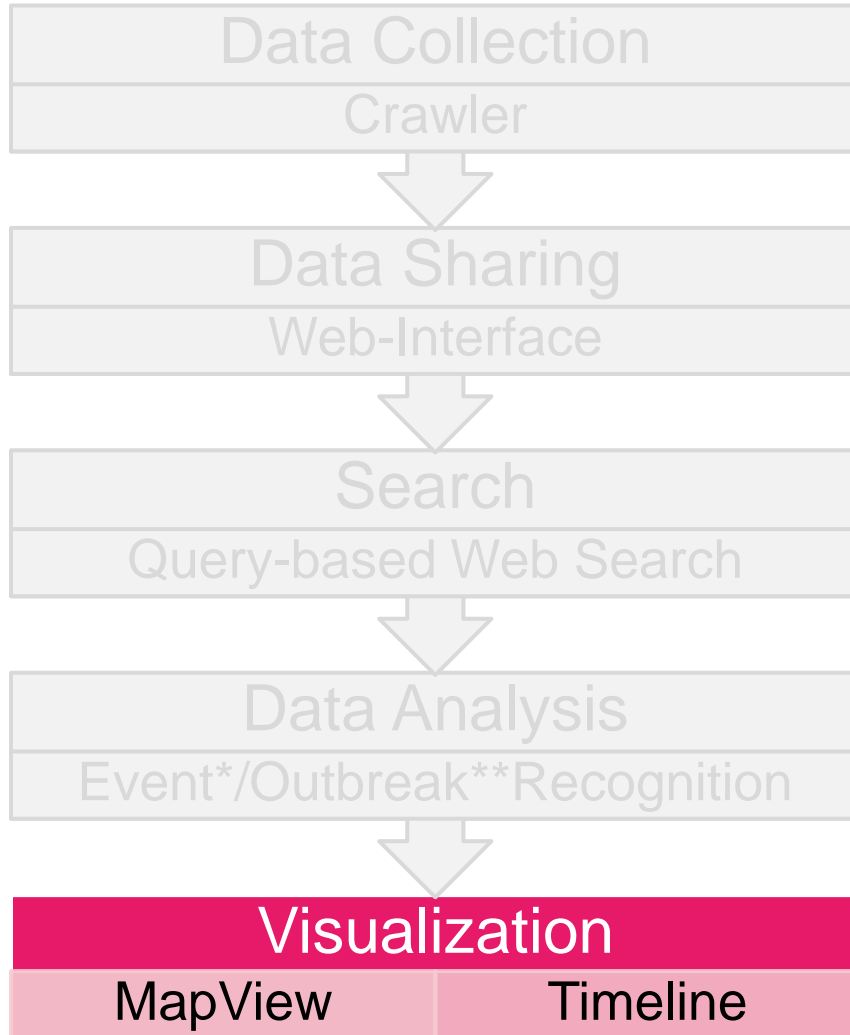 Data Collection
Crawler
Data Sharing
Web-Interface
Search
Query-based Web Search
Data Analysis
Event*/Outbreak**Recognition
Visualization
MapView Timeline